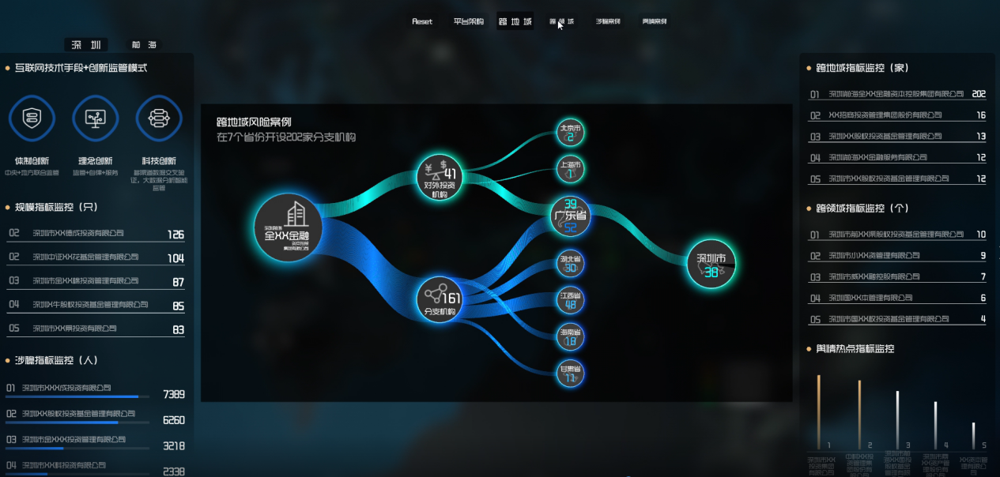 Reset
平台架构
跨 地 域
跨 领 域
涉稳案例
舆情案例
深 圳
前 海
互联网技术手段+创新监管模式
体制创新
中央+地方联合监管
理念创新
监管+自律+服务
科技创新
证，大数据分析智能
监管
规模指标监控（只）
02 深圳市XX德成投资有限公司 126
02 深圳中证XX花基金管理有限公司 104
03 深圳市金XX投资管理有限公司 87
04 深圳X牛股权投资基金管理有限公司 85
05 深圳市XX票投资有限公司 83
涉稳指标监控（人）
01 深圳市XXX成投资有限公司 7389
02 深圳XX股权投资基金管理有限公司 6260
03 深圳市金XXX投资管理有限公司 3218
04 深圳市XX科投资有限公司 2338
跨地域风险案例
在7个省份开设202家分支机构
全XX金融
集团有限公司
41
对外投资
机构
161
分支机构
北京市
2
上海市
1
39
广东省
52
湖北省
30
江西省
48
海南省
18
甘肃省
11
深圳市
38
跨地域指标监控（家）
01 深圳前海金XX金融资本控股集团有限公司 202
02 XX招商投资管理集团股份有限公司 16
03 深圳XX股权投资基金管理有限公司 13
04 深圳前海XX金融服务有限公司 12
05 深圳市XX股权投资基金管理有限公司 12
跨领域指标监控（个）
01 深圳市前XX票股权投资基金管理有限公司 10
02 深圳市小XX资管理有限公司 9
03 深圳市威XX融控股有限公司 7
04 深圳国XX本管理有限公司 6
05 深圳市国XX权投资基金管理有限公司 4
舆情热点指标监控
1 2 3 4 5
深圳市XX
投资集团
有限公司